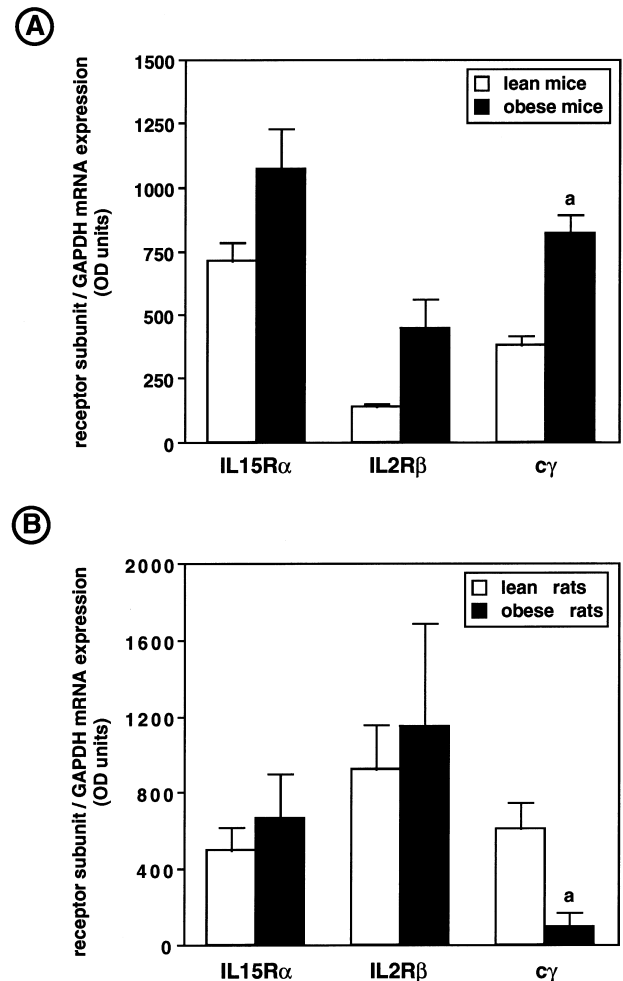 A
receptor subunit / GAPDH mRNA expression
(OD units)
1500
1250
1000
750
500
250
0
lean mice
obese mice
a
IL15Rα
IL2Rβ
cγ
B
receptor subunit / GAPDH mRNA expression
(OD units)
2000
1600
1200
800
400
0
lean rats
obese rats
a
IL15Rα
IL2Rβ
cγ